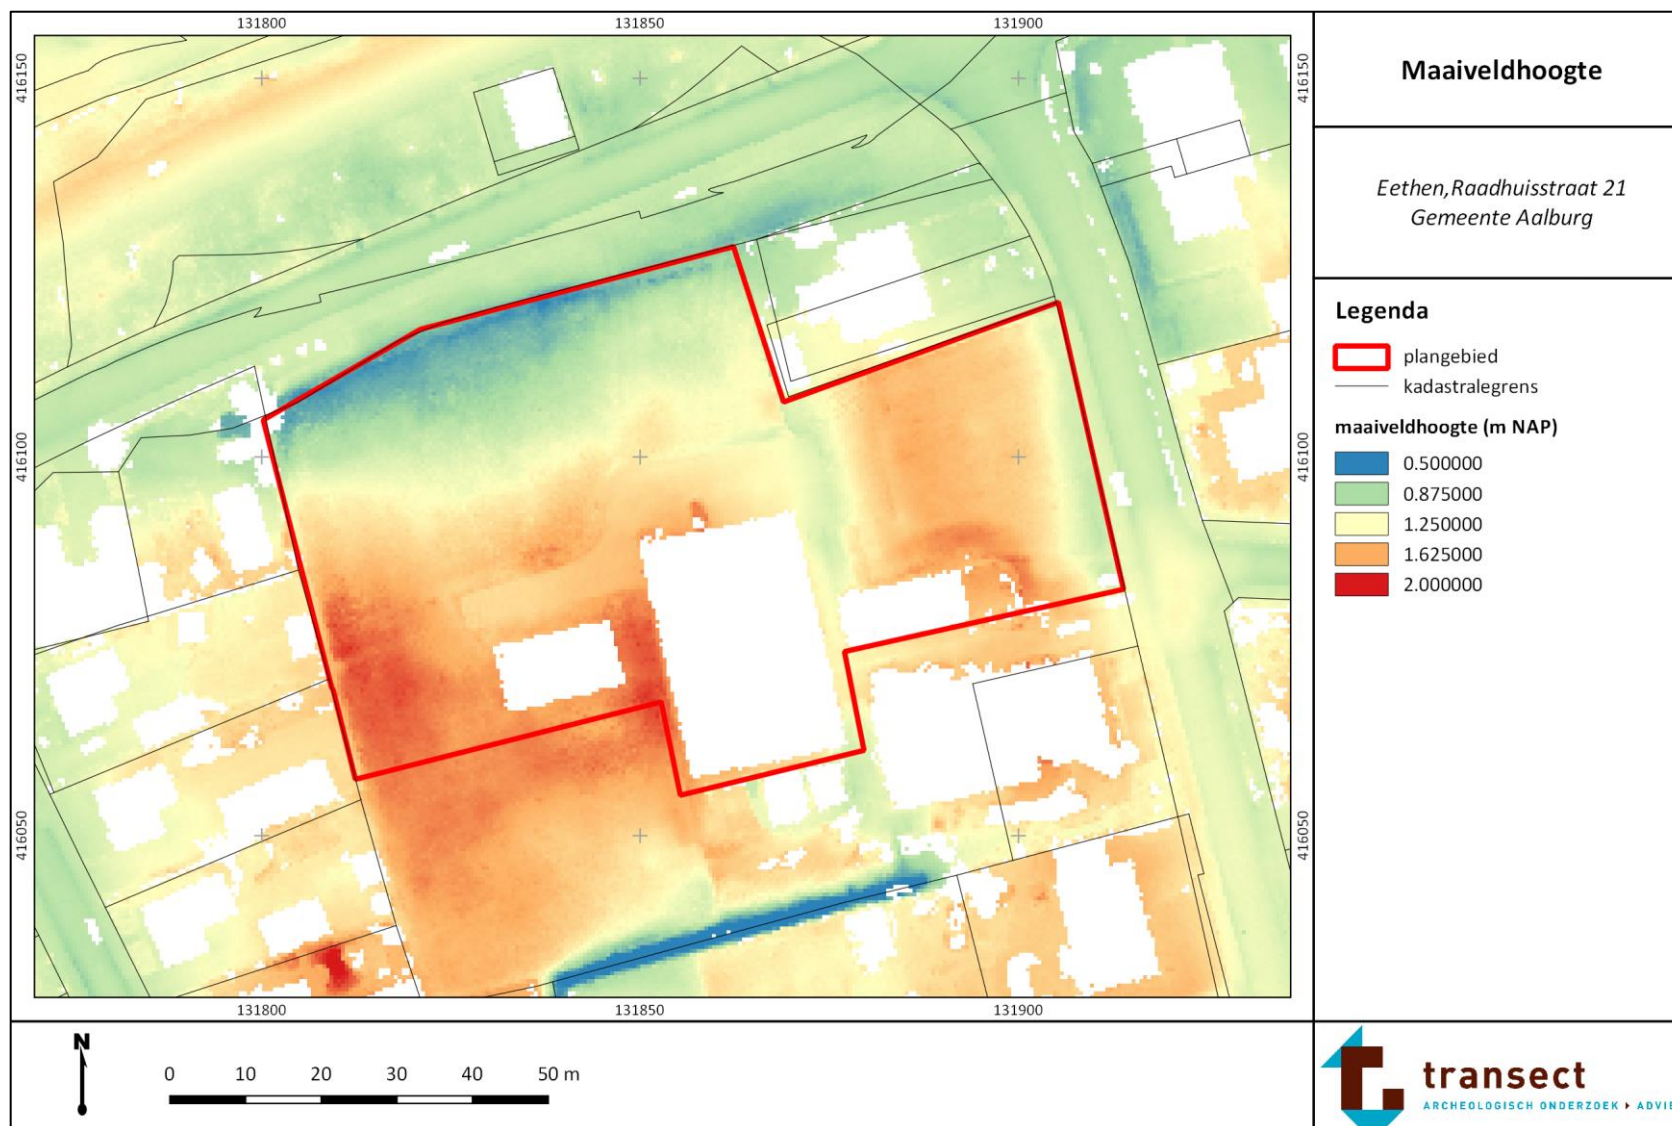 131800 131850 131900
416150 416150
416100 416100
416050 416050
131800 131850 131900
Maaiveldhoogte
Eethen, Raadhuisstraat 21
Gemeente Aalburg
Legenda
plangebied
kadastralegrens
maaiveldhoogte (m NAP)
0.500000
0.875000
1.250000
1.625000
2.000000
N
0 10 20 30 40 50 m
transect
ARCHEOLOGISCH ONDERZOEK ▸ ADVIE